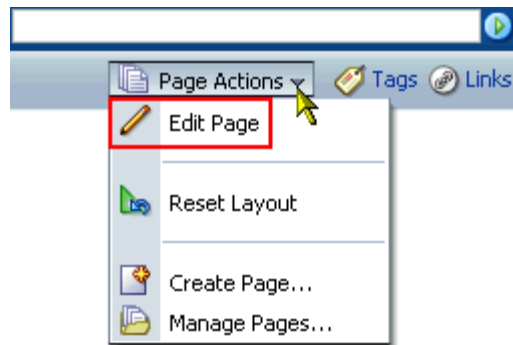 Page Actions Tags Links
Edit Page
Reset Layout
Create Page...
Manage Pages...